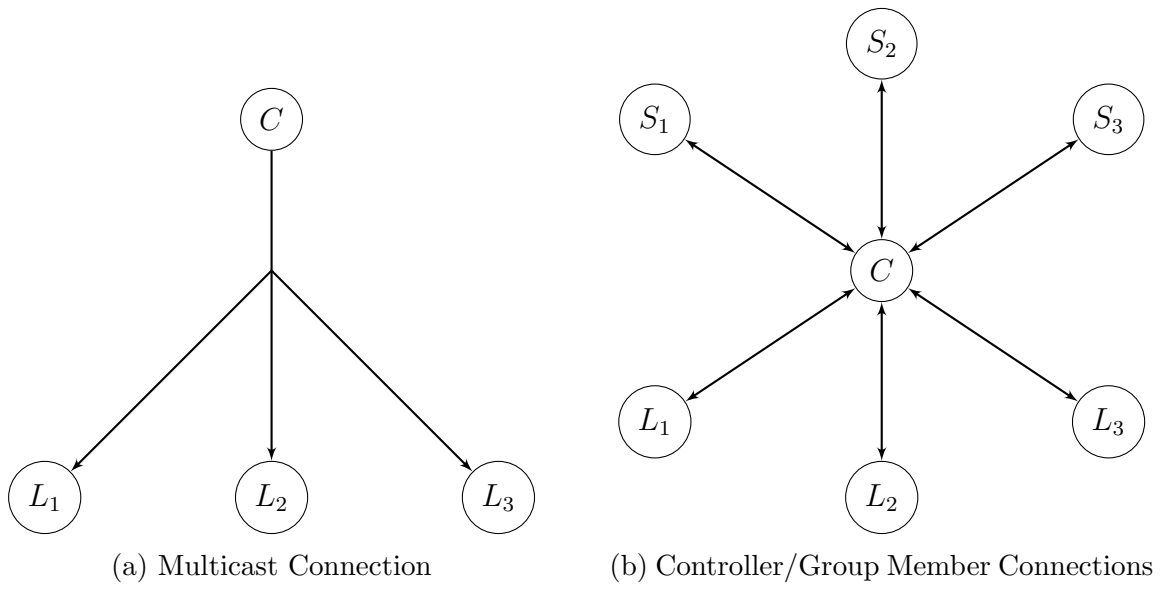 C
L₁ L₂ L₃
(a) Multicast Connection
S₂
S₁ S₃
C
L₁ L₃
L₂
(b) Controller/Group Member Connections